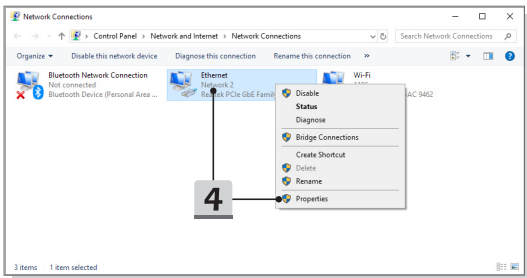 Network Connections
Control Panel › Network and Internet › Network Connections
Search Network Connections
Organize Disable this network device Diagnose this connection Rename this connection »
Bluetooth Network Connection
Not connected
Bluetooth Device (Personal Area ...
Ethernet
Network 2
Realtek PCIe GbE Family
Wi-Fi
AC 9462
Disable
Status
Diagnose
Bridge Connections
Create Shortcut
Delete
Rename
Properties
4
3 items 1 item selected